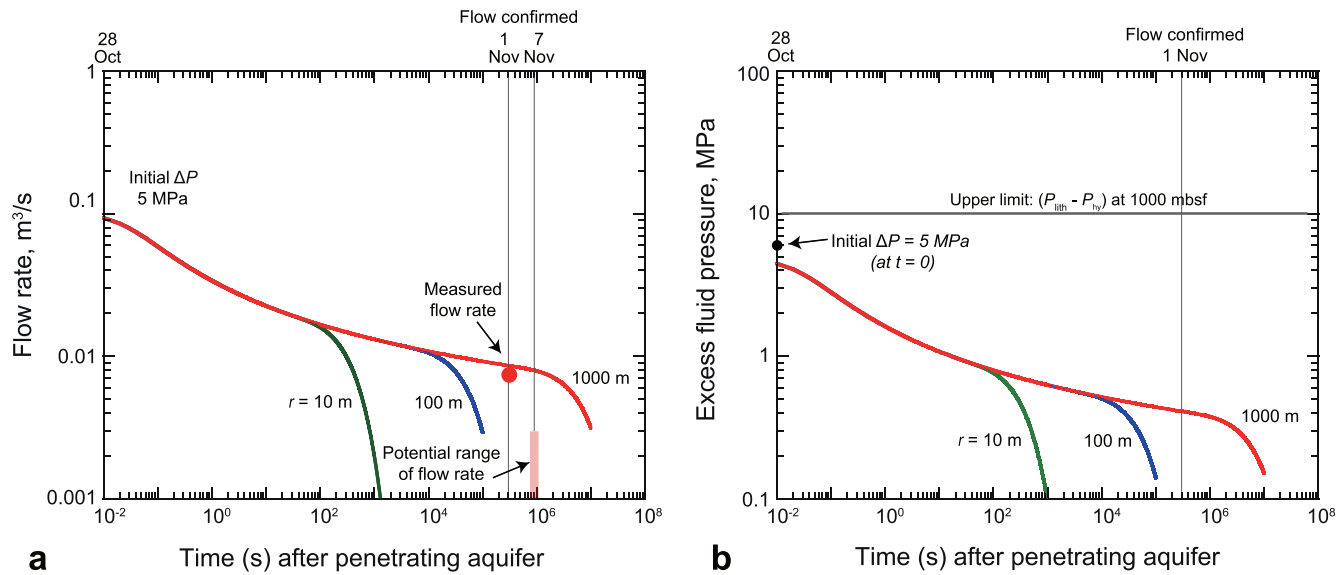 Flow confirmed
28
Oct
1
Nov
7
Nov
1
0.1
0.01
0.001
Flow rate, m³/s
Initial ΔP
5 MPa
Measured
flow rate
r = 10 m
100 m
1000 m
Potential range
of flow rate
10⁻²
10⁰
10²
10⁴
10⁶
10⁸
a
Time (s) after penetrating aquifer
28
Oct
Flow confirmed
1 Nov
100
10
1
0.1
Excess fluid pressure, MPa
Upper limit: (Plith - Phy) at 1000 mbsf
Initial ΔP = 5 MPa
(at t = 0)
r = 10 m
100 m
1000 m
10⁻²
10⁰
10²
10⁴
10⁶
10⁸
b
Time (s) after penetrating aquifer